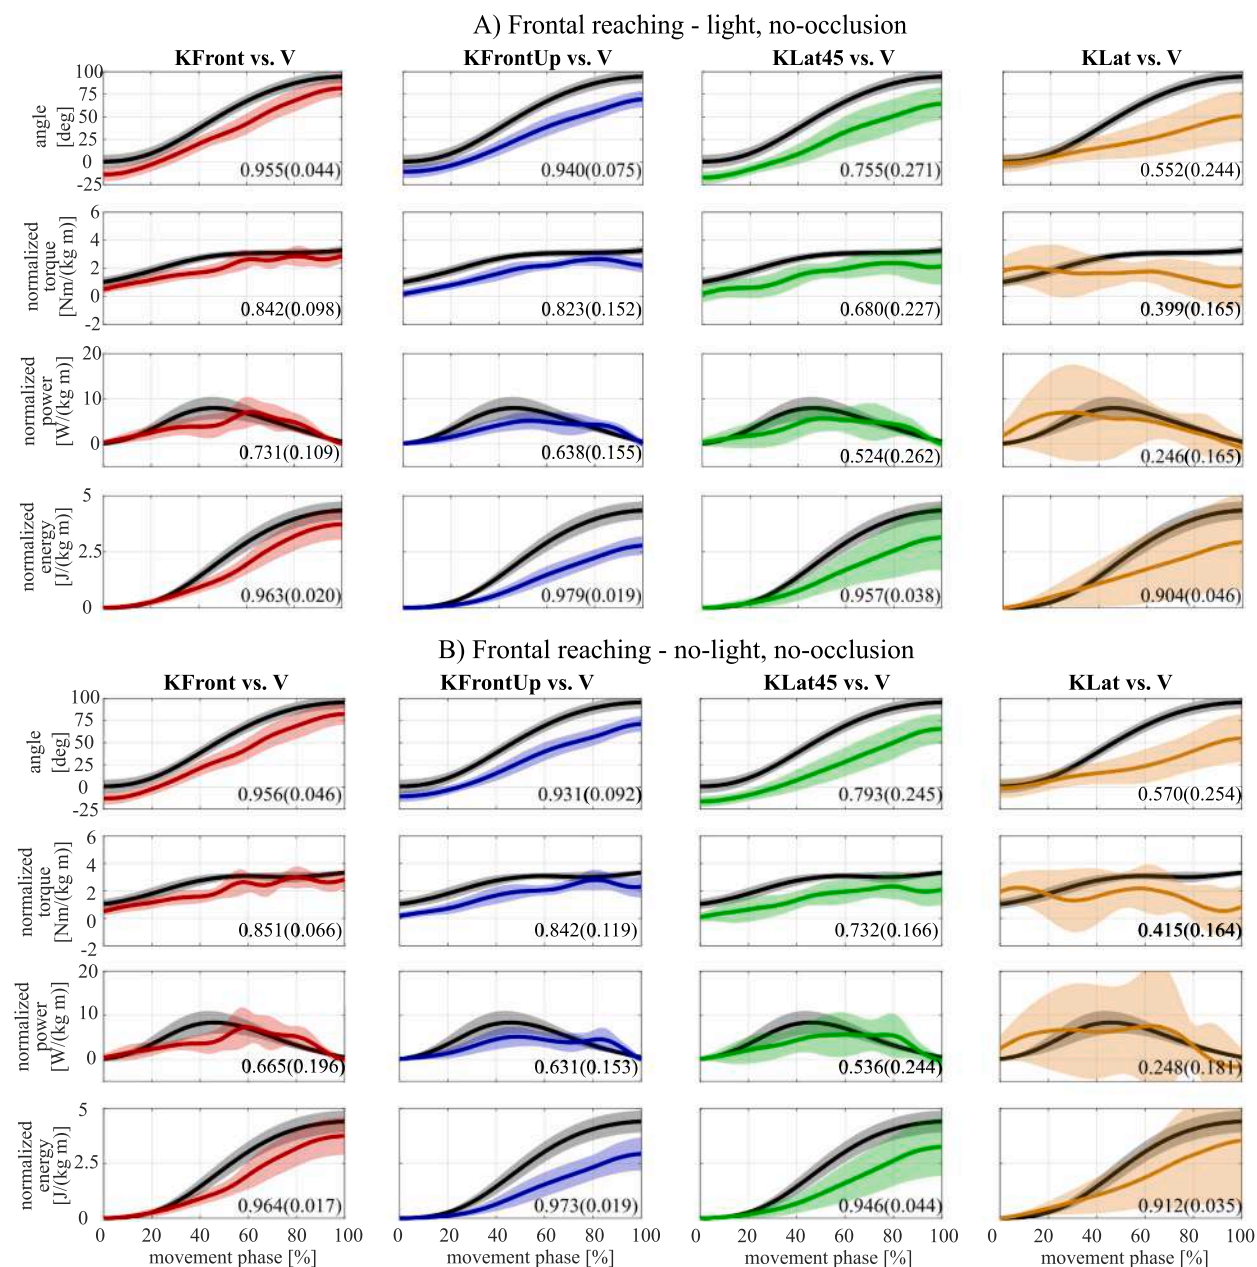 A) Frontal reaching - light, no-occlusion
KFront vs. V
KFrontUp vs. V
KLat45 vs. V
KLat vs. V
angle
[deg]
100
75
50
25
0
-25
0.955(0.044)
0.940(0.075)
0.755(0.271)
0.552(0.244)
normalized
torque
[Nm/(kg m)]
6
4
2
0
-2
0.842(0.098)
0.823(0.152)
0.680(0.227)
0.399(0.165)
normalized
power
[W/(kg m)]
20
10
0
0.731(0.109)
0.638(0.155)
0.524(0.262)
0.246(0.165)
normalized
energy
[J/(kg m)]
5
2.5
0
0.963(0.020)
0.979(0.019)
0.957(0.038)
0.904(0.046)
B) Frontal reaching - no-light, no-occlusion
KFront vs. V
KFrontUp vs. V
KLat45 vs. V
KLat vs. V
angle
[deg]
100
75
50
25
0
-25
0.956(0.046)
0.931(0.092)
0.793(0.245)
0.570(0.254)
normalized
torque
[Nm/(kg m)]
6
4
2
0
-2
0.851(0.066)
0.842(0.119)
0.732(0.166)
0.415(0.164)
normalized
power
[W/(kg m)]
20
10
0
0.665(0.196)
0.631(0.153)
0.536(0.244)
0.248(0.181)
normalized
energy
[J/(kg m)]
5
2.5
0
0.964(0.017)
0.973(0.019)
0.946(0.044)
0.912(0.035)
0 20 40 60 80 100
0 20 40 60 80 100
0 20 40 60 80 100
0 20 40 60 80 100
movement phase [%]
movement phase [%]
movement phase [%]
movement phase [%]